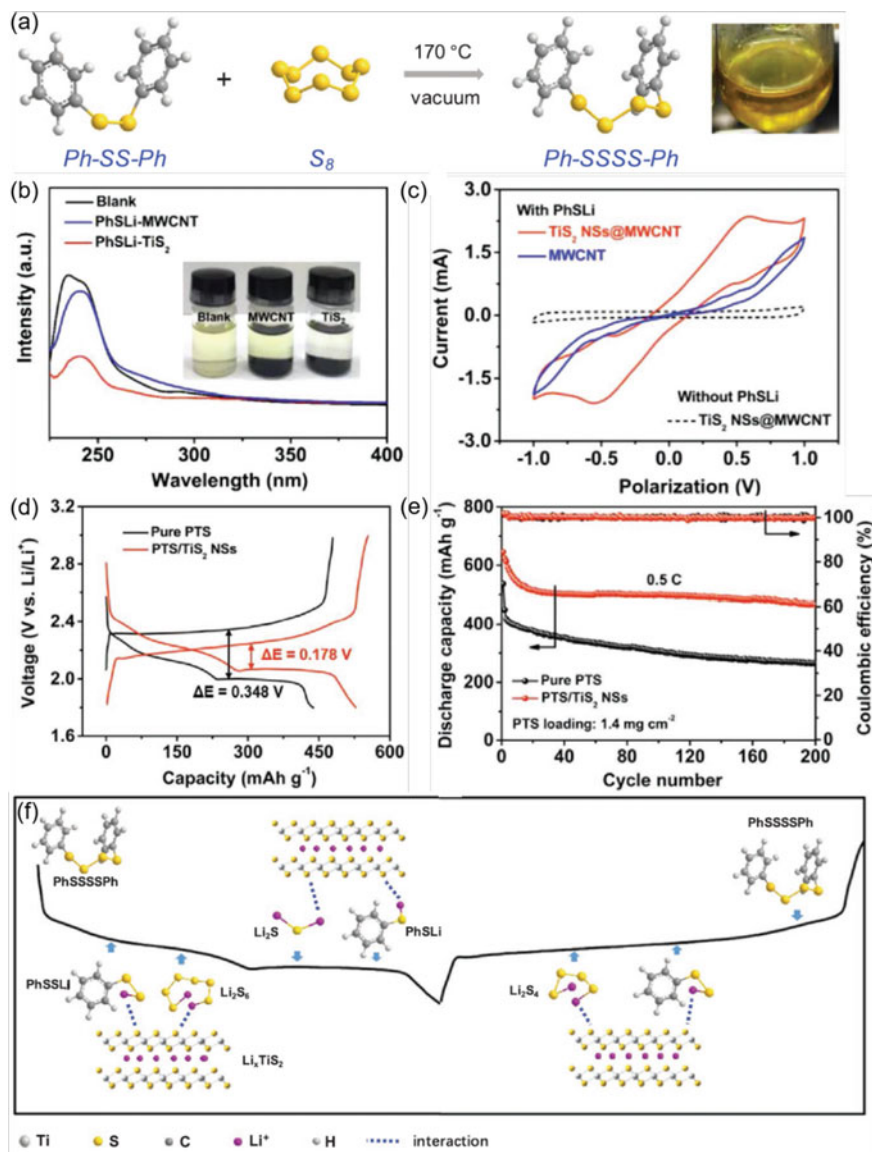 (a)
170 °C
vacuum
+
Ph-SS-Ph
S₈
Ph-SSSS-Ph
(b)
Blank
PhSLi-MWCNT
PhSLi-TiS₂
Blank MWCNT TiS₂
Intensity (a.u.)
250 300 350 400
Wavelength (nm)
(c)
With PhSLi
TiS₂ NSs@MWCNT
MWCNT
Without PhSLi
TiS₂ NSs@MWCNT
Current (mA)
3.0
1.5
0.0
-1.5
-3.0
-1.0 -0.5 0.0 0.5 1.0
Polarization (V)
(d)
Pure PTS
PTS/TiS₂ NSs
ΔE = 0.178 V
ΔE = 0.348 V
Voltage (V vs. Li/Li⁺)
3.2
2.8
2.4
2.0
1.6
0 150 300 450 600
Capacity (mAh g⁻¹)
(e)
0.5 C
Pure PTS
PTS/TiS₂ NSs
PTS loading: 1.4 mg cm⁻²
Discharge capacity (mAh g⁻¹)
800
700
600
500
400
300
200
100
0
Coulombic efficiency (%)
100
80
60
40
20
0
0 40 80 120 160 200
Cycle number
(f)
PhSSSSPh
Li₂S
PhSLi
PhSSSSPh
PhSSLi
Li₂S₆
LiₓTiS₂
Li₂S₄
Ti S C Li⁺ H interaction